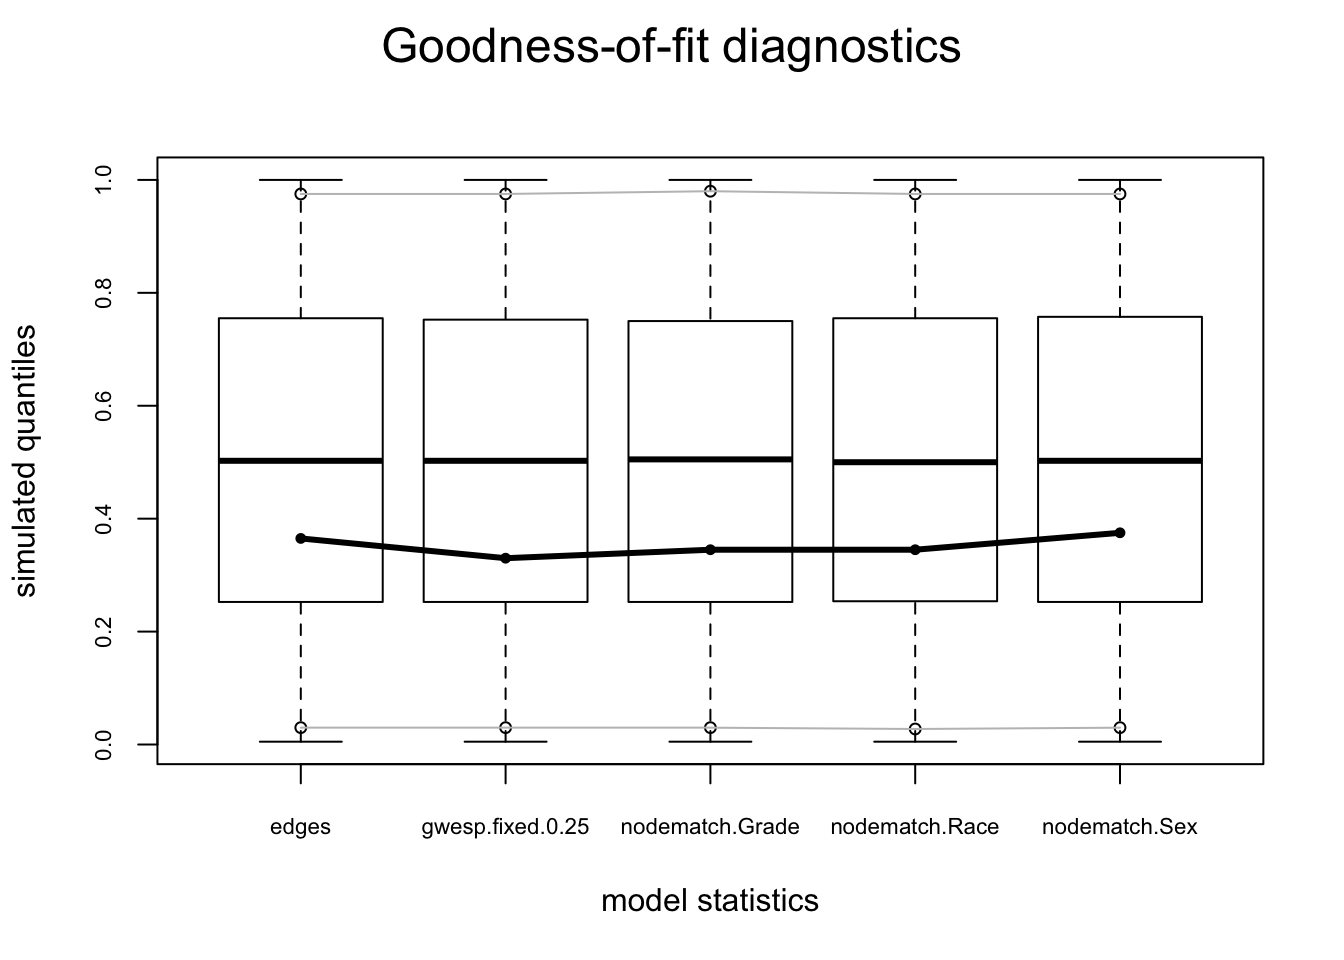 Goodness-of-fit diagnostics
simulated quantiles
1.0
0.8
0.6
0.4
0.2
0.0
edges gwesp.fixed.0.25 nodematch.Grade nodematch.Race nodematch.Sex
model statistics